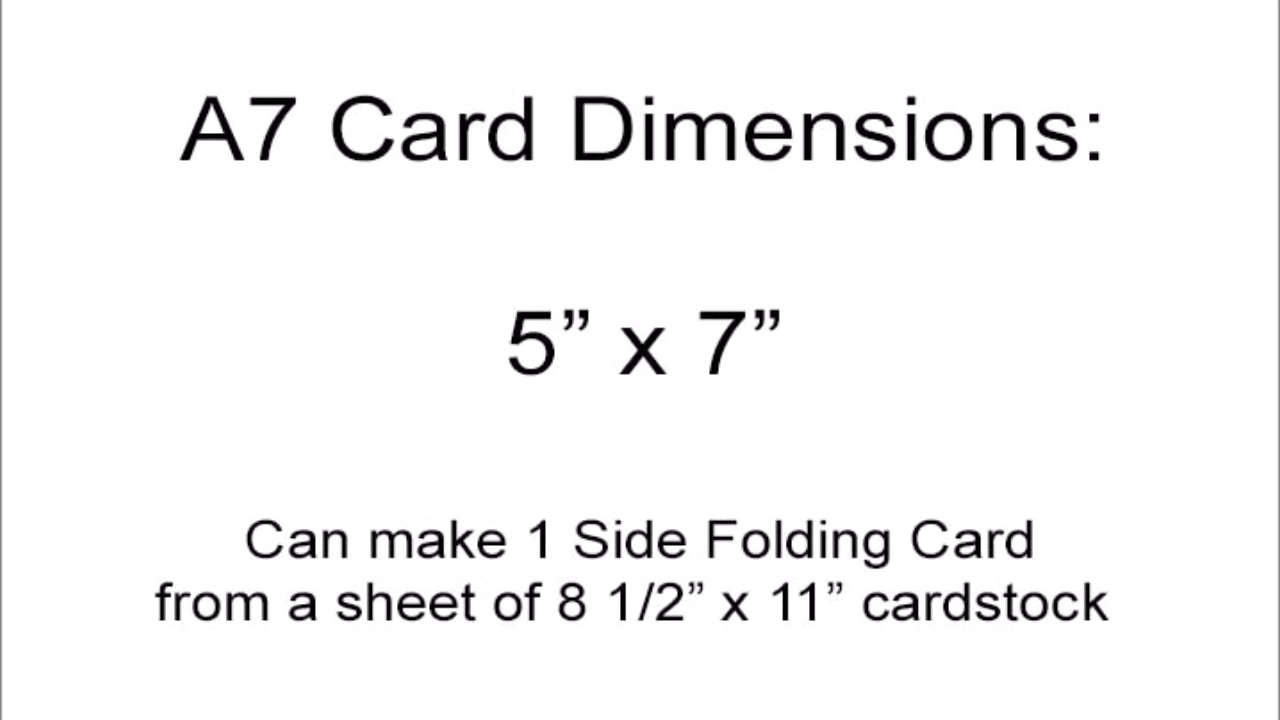 A7 Card Dimensions:
5” x 7”
Can make 1 Side Folding Card
from a sheet of 8 1/2” x 11” cardstock